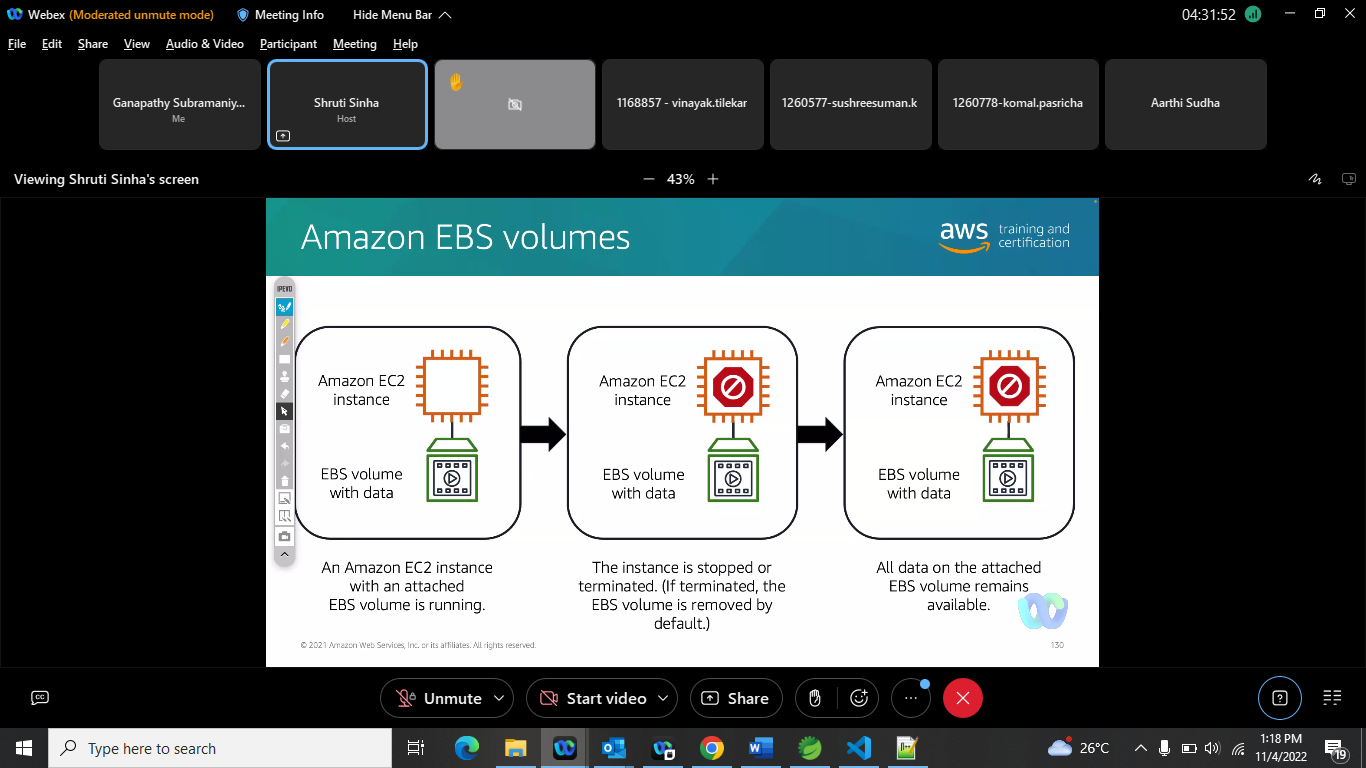 Webex (Moderated unmute mode) Meeting Info Hide Menu Bar 04:31:52
File Edit Share View Audio & Video Participant Meeting Help
Ganapathy Subramaniy...
Me
Shruti Sinha
Host
1168857 - vinayak.tilekar
1260577-sushreesuman.k
1260778-komal.pasricha
Aarthi Sudha
Viewing Shruti Sinha's screen
43%
Amazon EBS volumes
aws training and
certification
IPEVO
Amazon EC2
instance
EBS volume
with data
An Amazon EC2 instance
with an attached
EBS volume is running.
Amazon EC2
instance
EBS volume
with data
The instance is stopped or
terminated. (If terminated, the
EBS volume is removed by
default.)
Amazon EC2
instance
EBS volume
with data
All data on the attached
EBS volume remains
available.
© 2021 Amazon Web Services, Inc. or its affiliates. All rights reserved.
130
CC
Unmute Start video Share
Type here to search
26°C
1:18 PM
11/4/2022
19